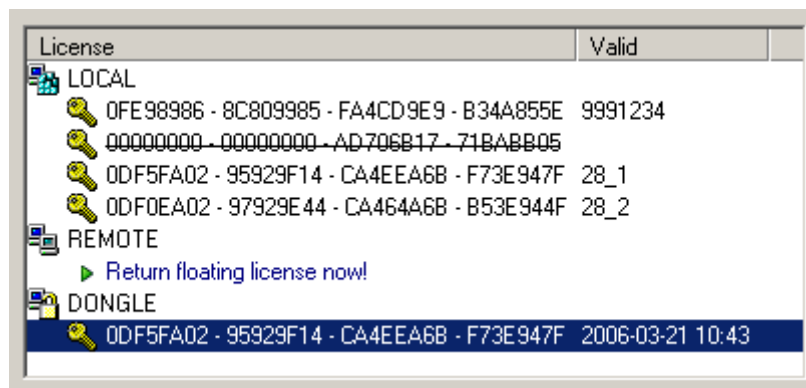 License Valid
LOCAL
0FE98986 - 8C809985 - FA4CD9E9 - B34A855E 9991234
00000000 - 00000000 - AD706B17 - 71BABB05
0DF5FA02 - 95929F14 - CA4EEA6B - F73E947F 28_1
0DF0EA02 - 97929E44 - CA464A6B - B53E944F 28_2
REMOTE
Return floating license now!
DONGLE
0DF5FA02 - 95929F14 - CA4EEA6B - F73E947F 2006-03-21 10:43